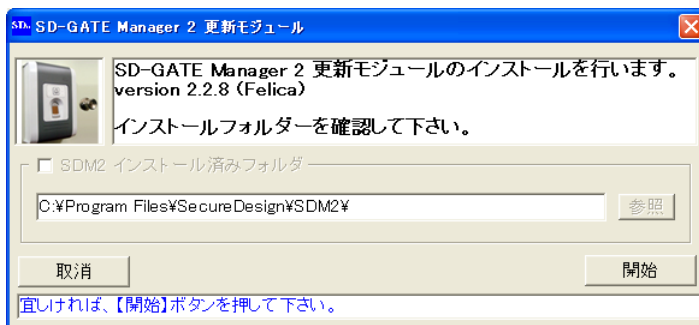 SD. SD-GATE Manager 2 更新モジュール
SD-GATE Manager 2 更新モジュールのインストールを行います。
version 2.2.8 (Felica)
インストールフォルダーを確認して下さい。
SDM2 インストール済みフォルダ
C:¥Program Files¥SecureDesign¥SDM2¥
参照
取消
開始
宜しければ、【開始】ボタンを押して下さい。